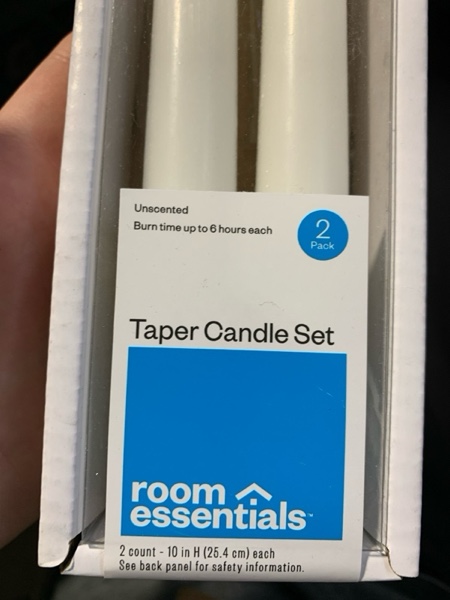 Unscented
Burn time up to 6 hours each
2
Pack
Taper Candle Set
room
essentials™
2 count - 10 in H (25.4 cm) each
See back panel for safety information.